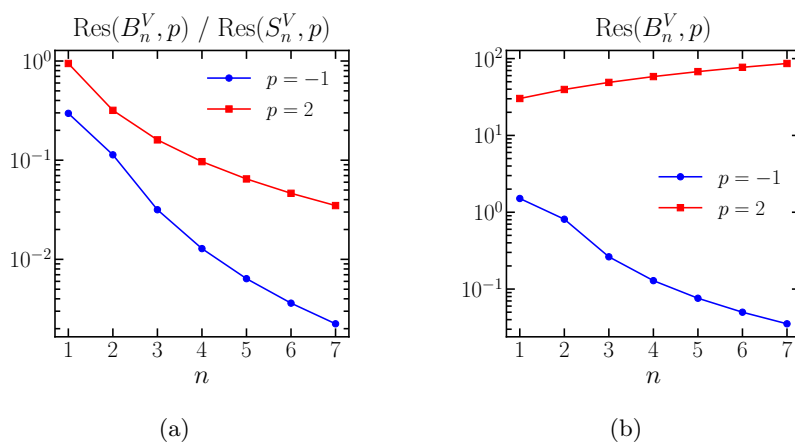 Res(B_n^V, p) / Res(S_n^V, p)
10^0
10^{-1}
10^{-2}
p = −1
p = 2
1 2 3 4 5 6 7
n
(a)
Res(B_n^V, p)
10^2
10^1
10^0
10^{-1}
p = −1
p = 2
1 2 3 4 5 6 7
n
(b)